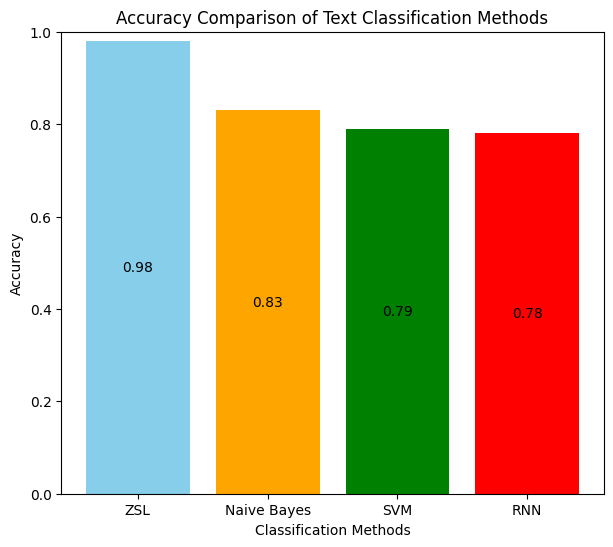 Accuracy Comparison of Text Classification Methods
1.0
0.8
0.6
0.4
0.2
0.0
Accuracy
0.98
0.83
0.79
0.78
ZSL
Naive Bayes
SVM
RNN
Classification Methods